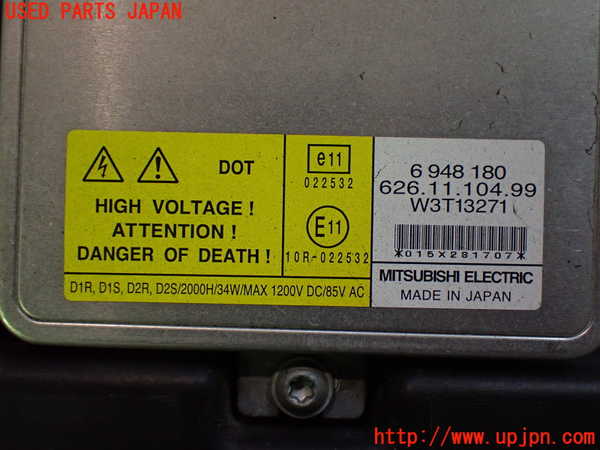 USED PARTS JAPAN
DOT
HIGH VOLTAGE !
ATTENTION !
DANGER OF DEATH !
e11
022532
E11
10R-022532
6 948 180
626.11.104.99
W3T13271
*015X281707*
MITSUBISHI ELECTRIC
MADE IN JAPAN
D1R, D1S, D2R, D2S/2000H/34W/MAX 1200V DC/85V AC
http://www.upjpn.com/